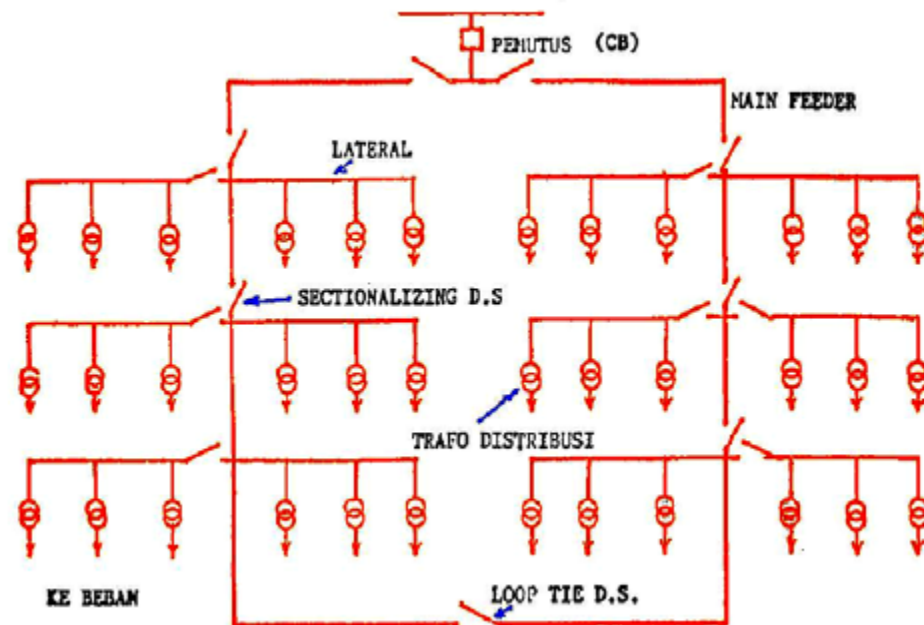 PEMUTUS (CB)
MAIN FEEDER
LATERAL
SECTIONALIZING D.S
TRAFO DISTRIBUSI
KE BEBAN
LOOP TIE D.S.